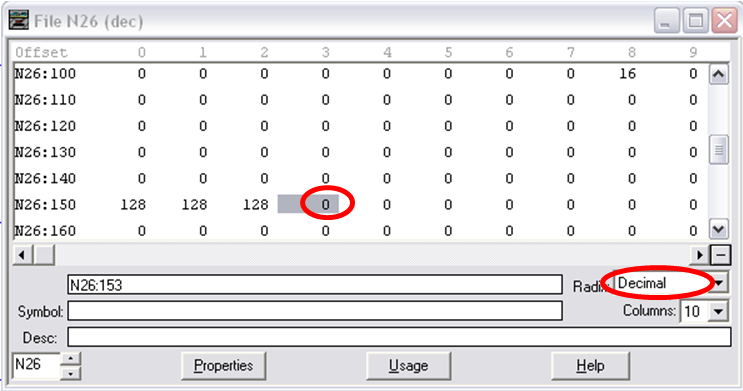 File N26 (dec)
Offset 0 1 2 3 4 5 6 7 8 9
N26:100 0 0 0 0 0 0 0 0 16 0
N26:110 0 0 0 0 0 0 0 0 0 0
N26:120 0 0 0 0 0 0 0 0 0 0
N26:130 0 0 0 0 0 0 0 0 0 0
N26:140 0 0 0 0 0 0 0 0 0 0
N26:150 128 128 128 0 0 0 0 0 0 0
N26:160 0 0 0 0 0 0 0 0 0 0
N26:153 Radix: Decimal
Symbol: Columns: 10
Desc:
N26 Properties Usage Help